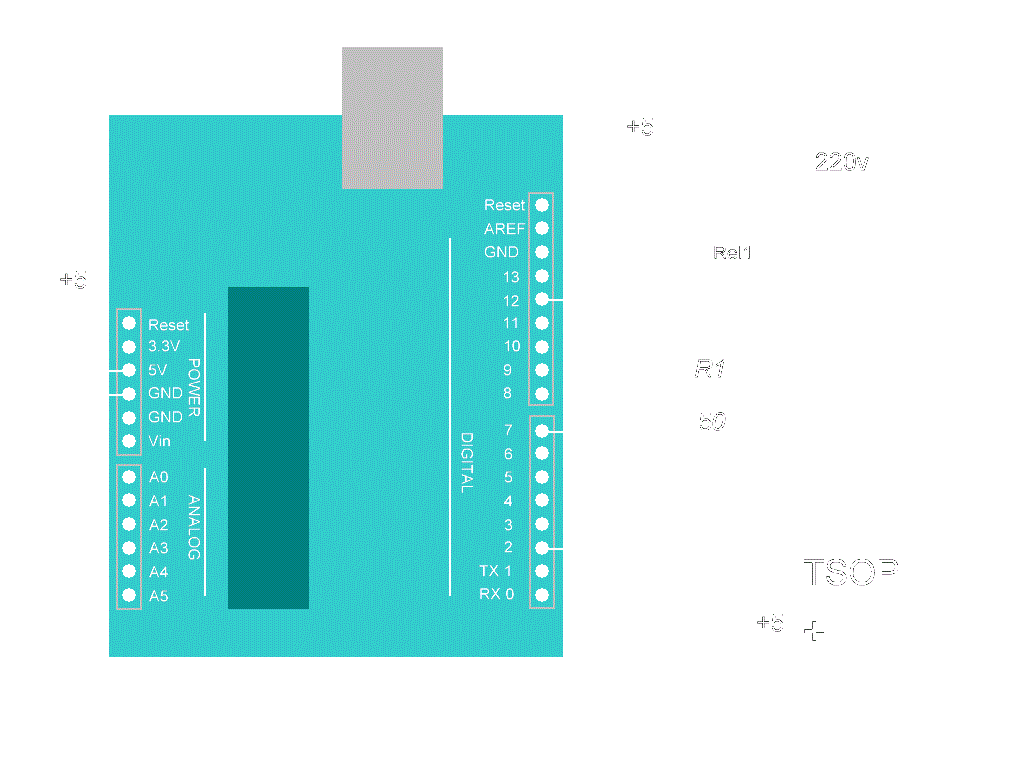 +5
220v
Reset
AREF
GND
Rel1
13
+5
12
11
Reset
3.3V
10
5V
9
R1
GND
8
POWER
GND
50
7
Vin
6
DIGITAL
A0
5
A1
4
ANALOG
A2
3
A3
2
A4
TX 1
TSOP
A5
RX 0
+5
+